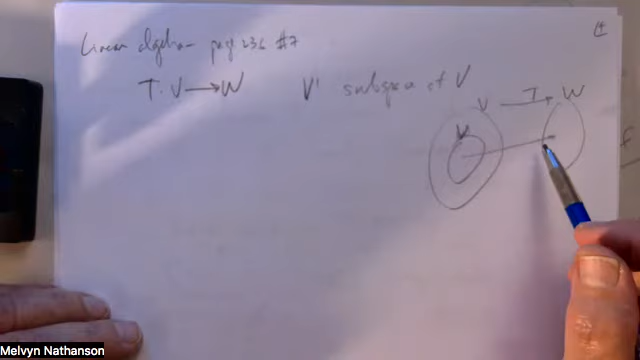 Linear algebra - page 236 #7
T: V → W V' subspace of V
V T W
V'
Melvyn Nathanson